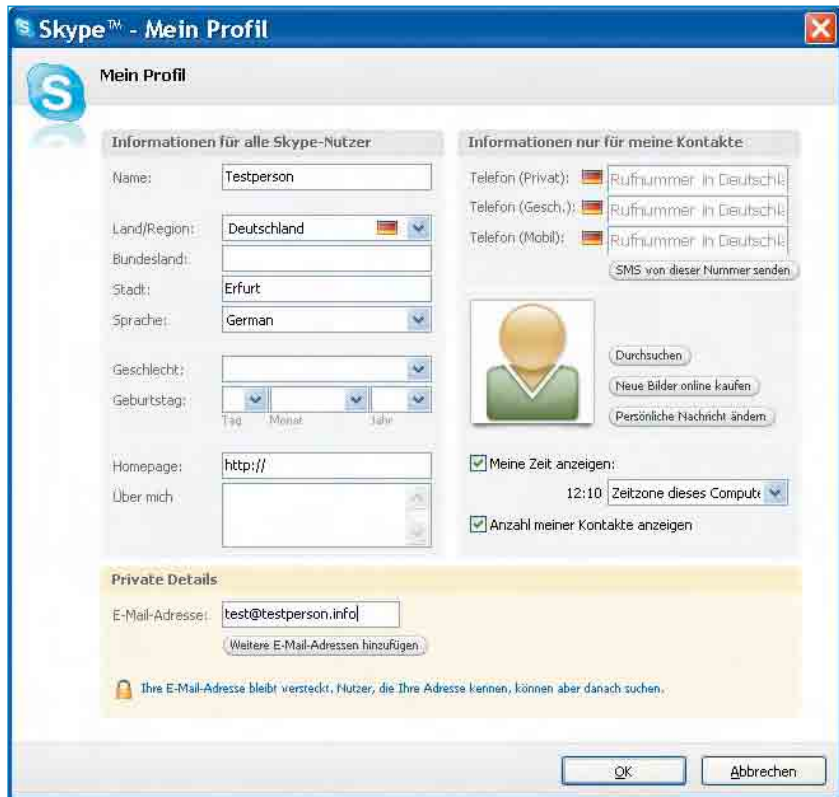 Skype™ - Mein Profil
Mein Profil
Informationen für alle Skype-Nutzer
Name: Testperson
Land/Region: Deutschland
Bundesland:
Stadt: Erfurt
Sprache: German
Geschlecht:
Geburtstag:
Tag Monat Jahr
Homepage: http://
Über mich
Informationen nur für meine Kontakte
Telefon (Privat): Rufnummer in Deutschla
Telefon (Gesch.): Rufnummer in Deutschla
Telefon (Mobil): Rufnummer in Deutschla
SMS von dieser Nummer senden
Durchsuchen
Neue Bilder online kaufen
Persönliche Nachricht ändern
Meine Zeit anzeigen:
12:10 Zeitzone dieses Compute
Anzahl meiner Kontakte anzeigen
Private Details
E-Mail-Adresse: test@testperson.info
Weitere E-Mail-Adressen hinzufügen
Ihre E-Mail-Adresse bleibt versteckt. Nutzer, die Ihre Adresse kennen, können aber danach suchen.
OK Abbrechen